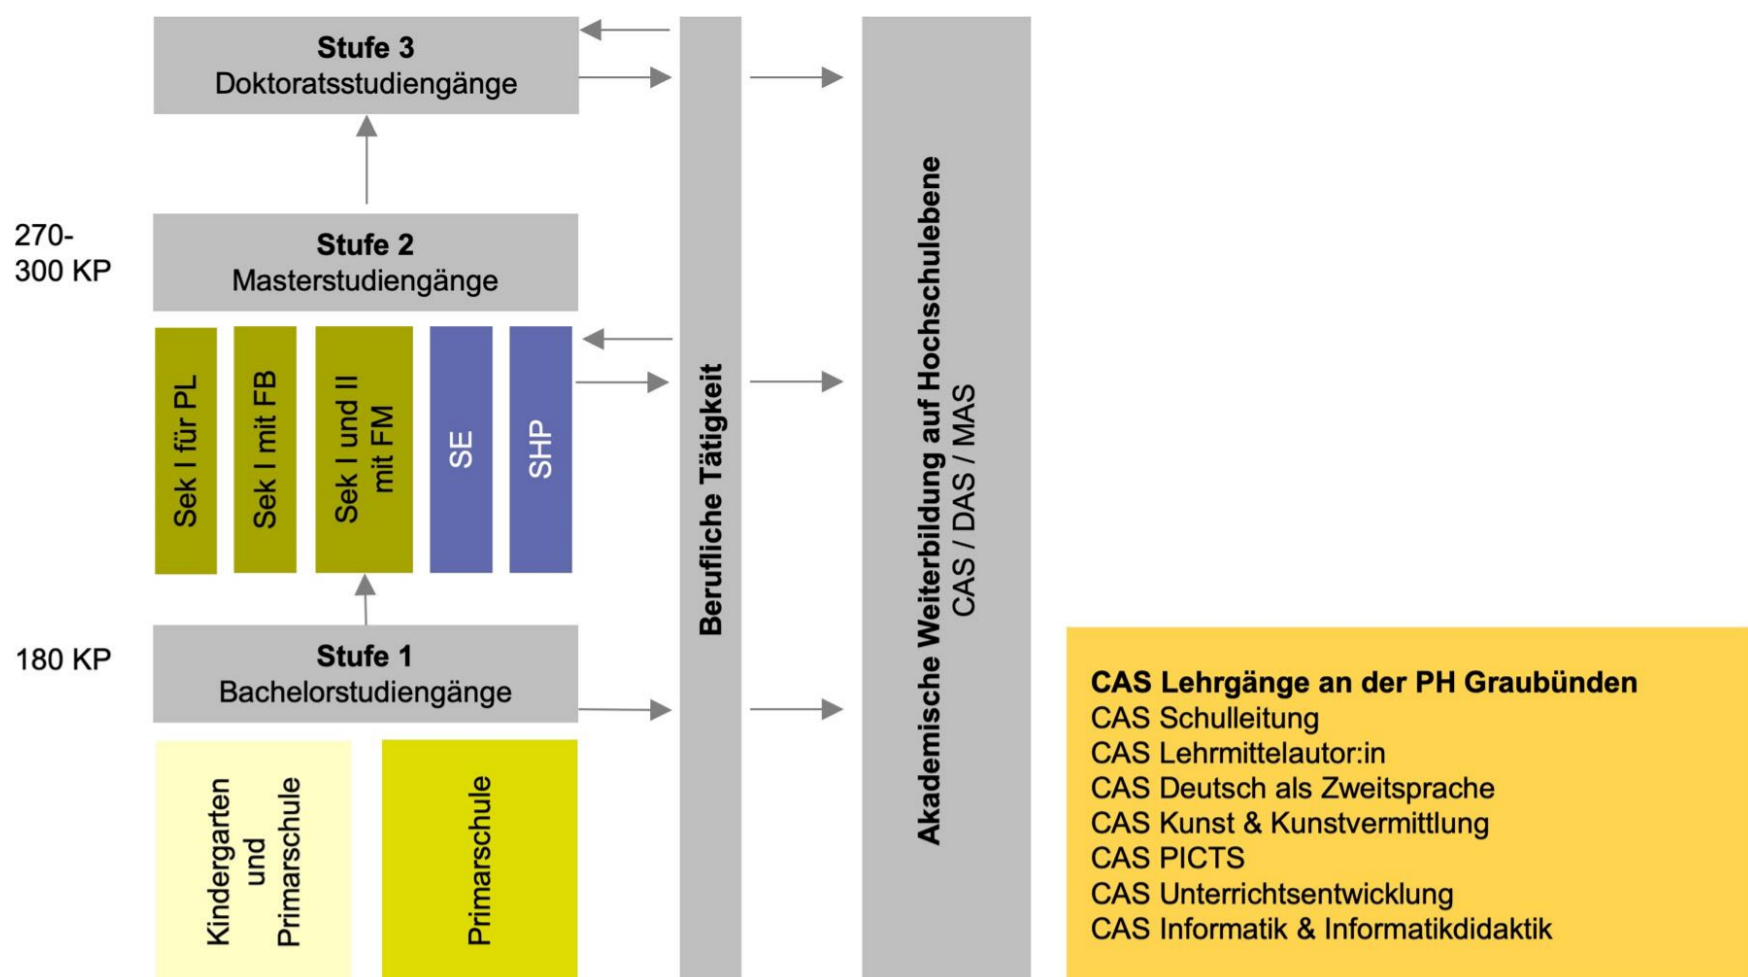 Stufe 3
Doktoratsstudiengänge
270-
300 KP
Stufe 2
Masterstudiengänge
Sek I für PL
Sek I mit FB
Sek I und II
mit FM
SE
SHP
180 KP
Stufe 1
Bachelorstudiengänge
Kindergarten
und
Primarschule
Primarschule
Berufliche Tätigkeit
Akademische Weiterbildung auf Hochschulebene
CAS / DAS / MAS
CAS Lehrgänge an der PH Graubünden
CAS Schulleitung
CAS Lehrmittelautor:in
CAS Deutsch als Zweitsprache
CAS Kunst & Kunstvermittlung
CAS PICTS
CAS Unterrichtsentwicklung
CAS Informatik & Informatikdidaktik